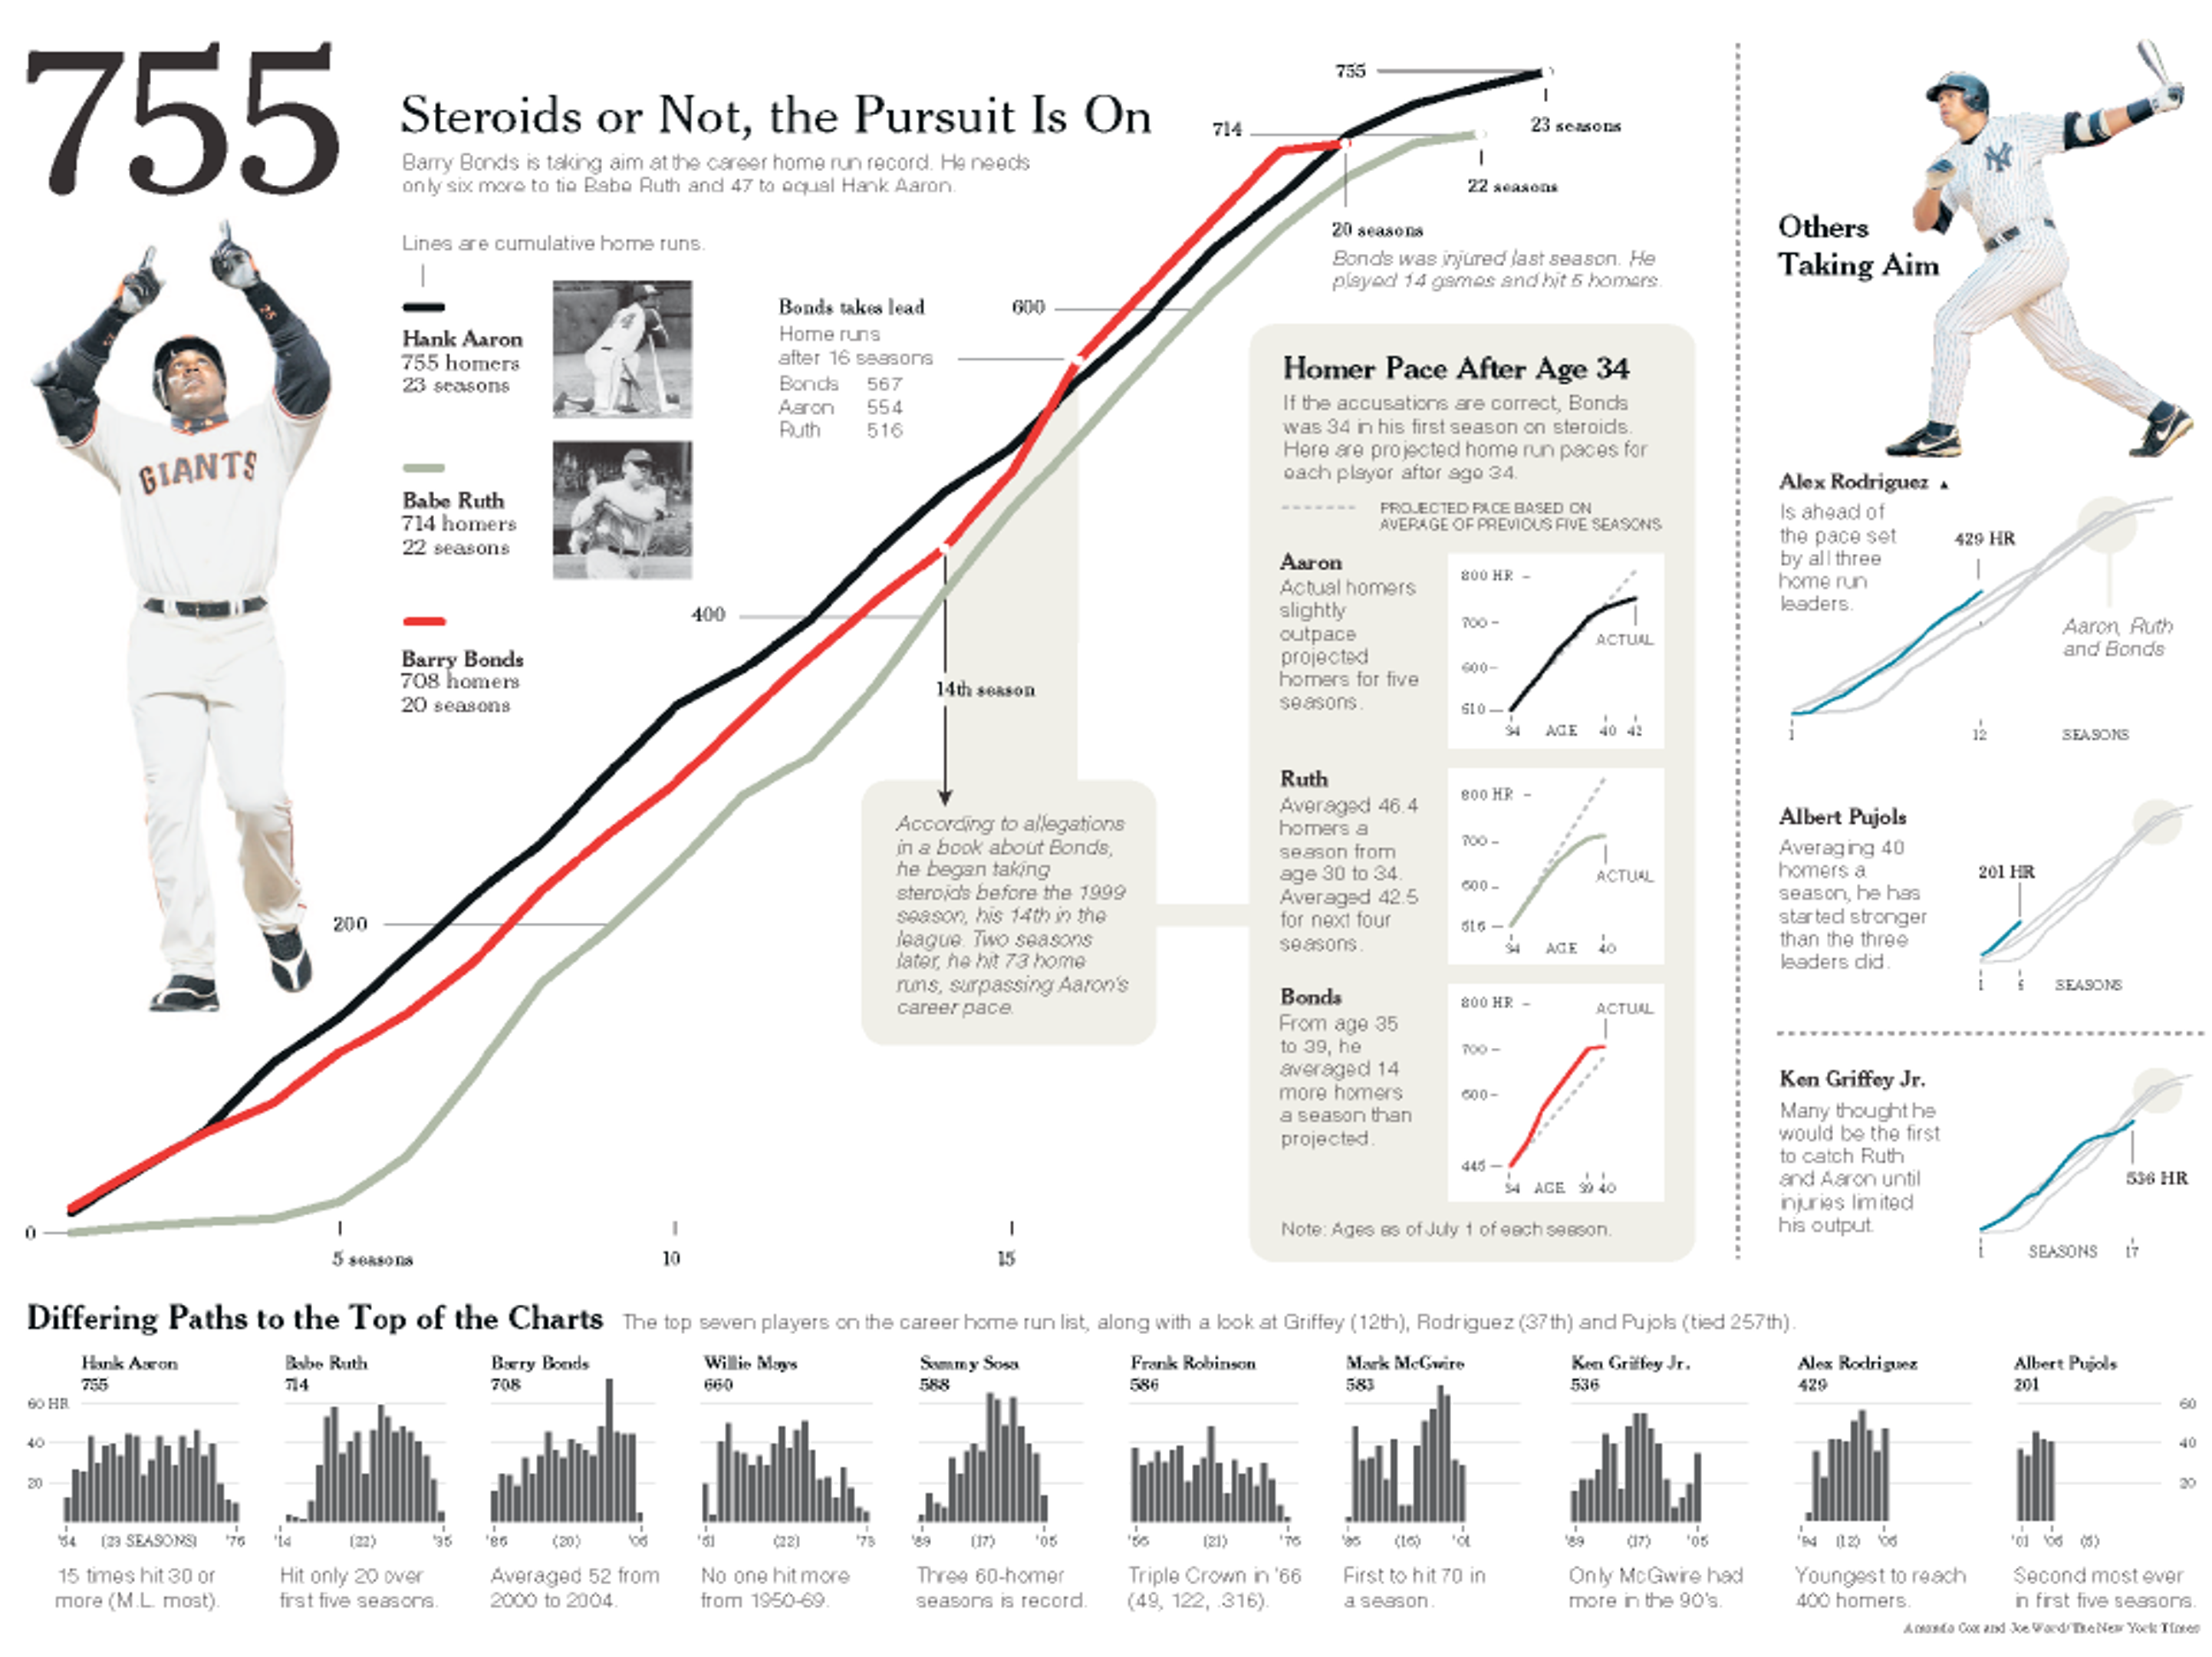 755
Steroids or Not, the Pursuit Is On
Barry Bonds is taking aim at the career home run record. He needs
only six more to tie Babe Ruth and 47 to equal Hank Aaron.
Lines are cumulative home runs.
Hank Aaron
755 homers
23 seasons
Babe Ruth
714 homers
22 seasons
Barry Bonds
708 homers
20 seasons
GIANTS
Bonds takes lead
Home runs
after 16 seasons
Bonds 567
Aaron 554
Ruth 516
755
714
600
400
200
0
5 seasons
10
15
23 seasons
22 seasons
20 seasons
Bonds was injured last season. He
played 14 games and hit 5 homers.
14th season
According to allegations
in a book about Bonds,
he began taking
steroids before the 1999
season, his 14th in the
league. Two seasons
later, he hit 73 home
runs, surpassing Aaron's
career pace.
Homer Pace After Age 34
If the accusations are correct, Bonds
was 34 in his first season on steroids.
Here are projected home run paces for
each player after age 34.
PROJECTED PACE BASED ON
AVERAGE OF PREVIOUS FIVE SEASONS
Aaron
Actual homers
slightly
outpace
projected
homers for five
seasons.
800 HR
700
600
510
ACTUAL
34 AGE 40 42
Ruth
Averaged 46.4
homers a
season from
age 30 to 34.
Averaged 42.5
for next four
seasons.
800 HR
700
600
516
ACTUAL
34 AGE 40
Bonds
From age 35
to 39, he
averaged 14
more homers
a season than
projected.
800 HR
700
600
445
ACTUAL
34 AGE 39 40
Note: Ages as of July 1 of each season.
Others
Taking Aim
Alex Rodriguez ▲
Is ahead of
the pace set
by all three
home run
leaders.
429 HR
Aaron, Ruth
and Bonds
1 12 SEASONS
Albert Pujols
Averaging 40
homers a
season, he has
started stronger
than the three
leaders did.
201 HR
1 5 SEASONS
Ken Griffey Jr.
Many thought he
would be the first
to catch Ruth
and Aaron until
injuries limited
his output.
536 HR
1 SEASONS 17
Differing Paths to the Top of the Charts The top seven players on the career home run list, along with a look at Griffey (12th), Rodriguez (37th) and Pujols (tied 257th).
Hank Aaron
755
60 HR
40
20
'54 (23 SEASONS) '76
15 times hit 30 or
more (M.L. most).
Babe Ruth
714
'14 (22) '35
Hit only 20 over
first five seasons.
Barry Bonds
708
'86 (20) '05
Averaged 52 from
2000 to 2004.
Willie Mays
660
'51 (22) '73
No one hit more
from 1950-69.
Sammy Sosa
588
'89 (17) '05
Three 60-homer
seasons is record.
Frank Robinson
586
'56 (21) '76
Triple Crown in '66
(49, 122, .316).
Mark McGwire
583
'86 (16) '01
First to hit 70 in
a season.
Ken Griffey Jr.
536
'89 (17) '05
Only McGwire had
more in the 90's.
Alex Rodriguez
429
'94 (12) '05
Youngest to reach
400 homers.
Albert Pujols
201
60
40
20
'01 '05 (5)
Second most ever
in first five seasons.
Amanda Cox and Joe Ward/The New York Times